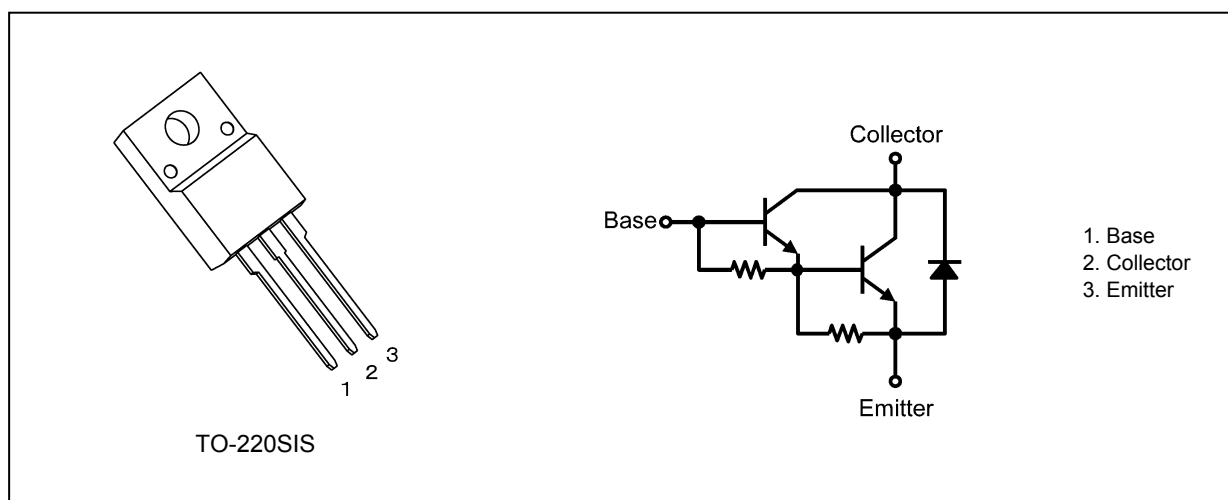 1
2
3
TO-220SIS
Collector
Base
Emitter
1. Base
2. Collector
3. Emitter